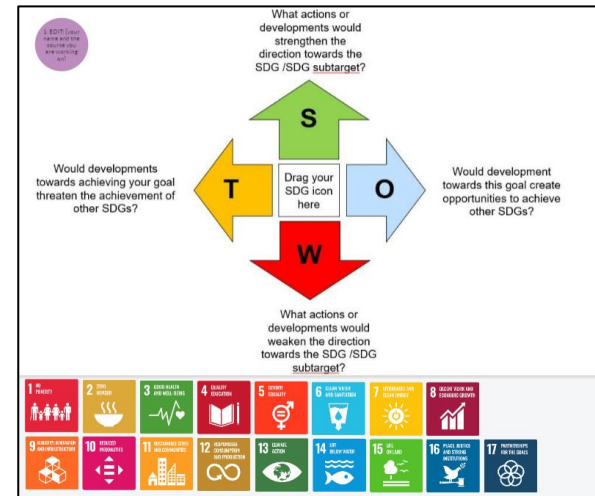 1. EDIT! (your
name and the
course you
are working
on)
What actions or
developments would
strengthen the
direction towards the
SDG /SDG subtarget?
S
Would developments
towards achieving your goal
threaten the achievement of
other SDGs?
T
Drag your
SDG icon
here
O
Would development
towards this goal create
opportunities to achieve
other SDGs?
W
What actions or
developments would
weaken the direction
towards the SDG /SDG
subtarget?
1 NO
POVERTY
2 ZERO
HUNGER
3 GOOD HEALTH
AND WELL-BEING
4 QUALITY
EDUCATION
5 GENDER
EQUALITY
6 CLEAN WATER
AND SANITATION
7 AFFORDABLE AND
CLEAN ENERGY
8 DECENT WORK AND
ECONOMIC GROWTH
9 INDUSTRY, INNOVATION
AND INFRASTRUCTURE
10 REDUCED
INEQUALITIES
11 SUSTAINABLE CITIES
AND COMMUNITIES
12 RESPONSIBLE
CONSUMPTION
AND PRODUCTION
13 CLIMATE
ACTION
14 LIFE
BELOW WATER
15 LIFE
ON LAND
16 PEACE, JUSTICE
AND STRONG
INSTITUTIONS
17 PARTNERSHIPS
FOR THE GOALS